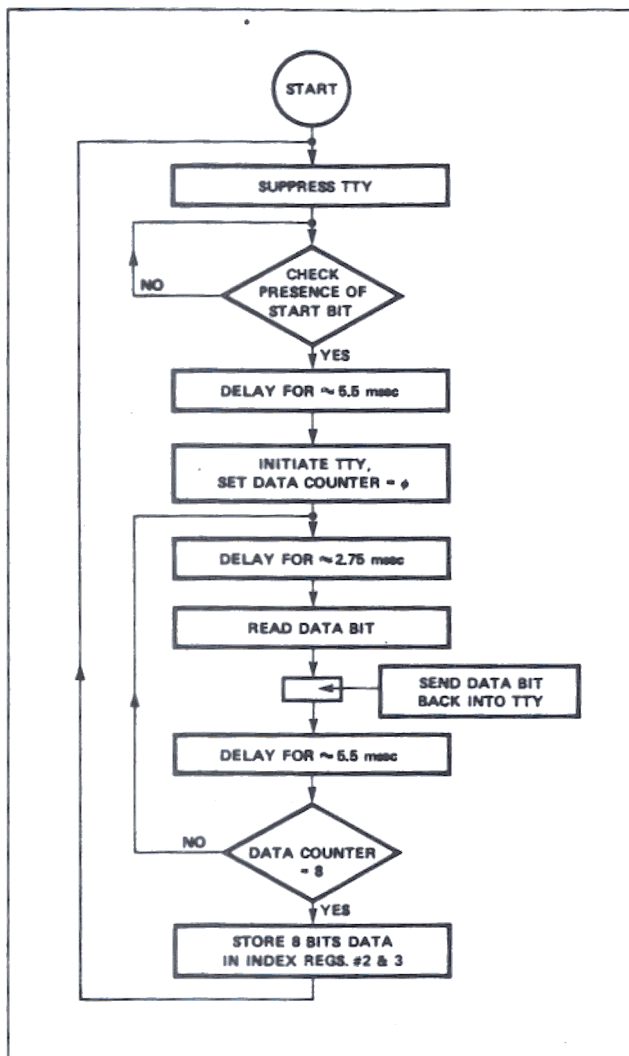 START
SUPPRESS TTY
NO
CHECK
PRESENCE OF
START BIT
YES
DELAY FOR ≈ 5.5 msec
INITIATE TTY,
SET DATA COUNTER = φ
DELAY FOR ≈ 2.75 msec
READ DATA BIT
SEND DATA BIT
BACK INTO TTY
DELAY FOR ≈ 5.5 msec
NO
DATA COUNTER
= 8
YES
STORE 8 BITS DATA
IN INDEX REGS. #2 & 3